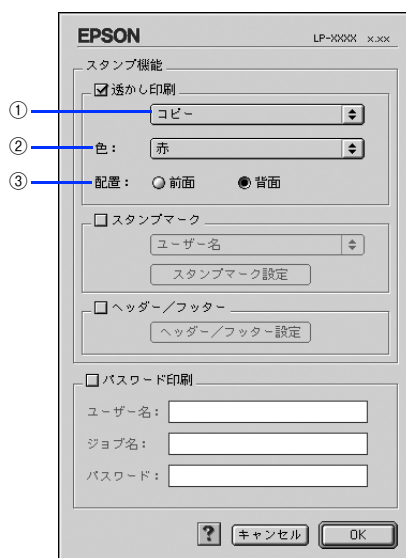 EPSON LP-XXXX x.xx
スタンプ機能
透かし印刷
① コピー
② 色： 赤
③ 配置： 前面 背面
スタンプマーク
ユーザー名
スタンプマーク設定
ヘッダー／フッター
ヘッダー／フッター設定
パスワード印刷
ユーザー名：
ジョブ名：
パスワード：
? キャンセル OK